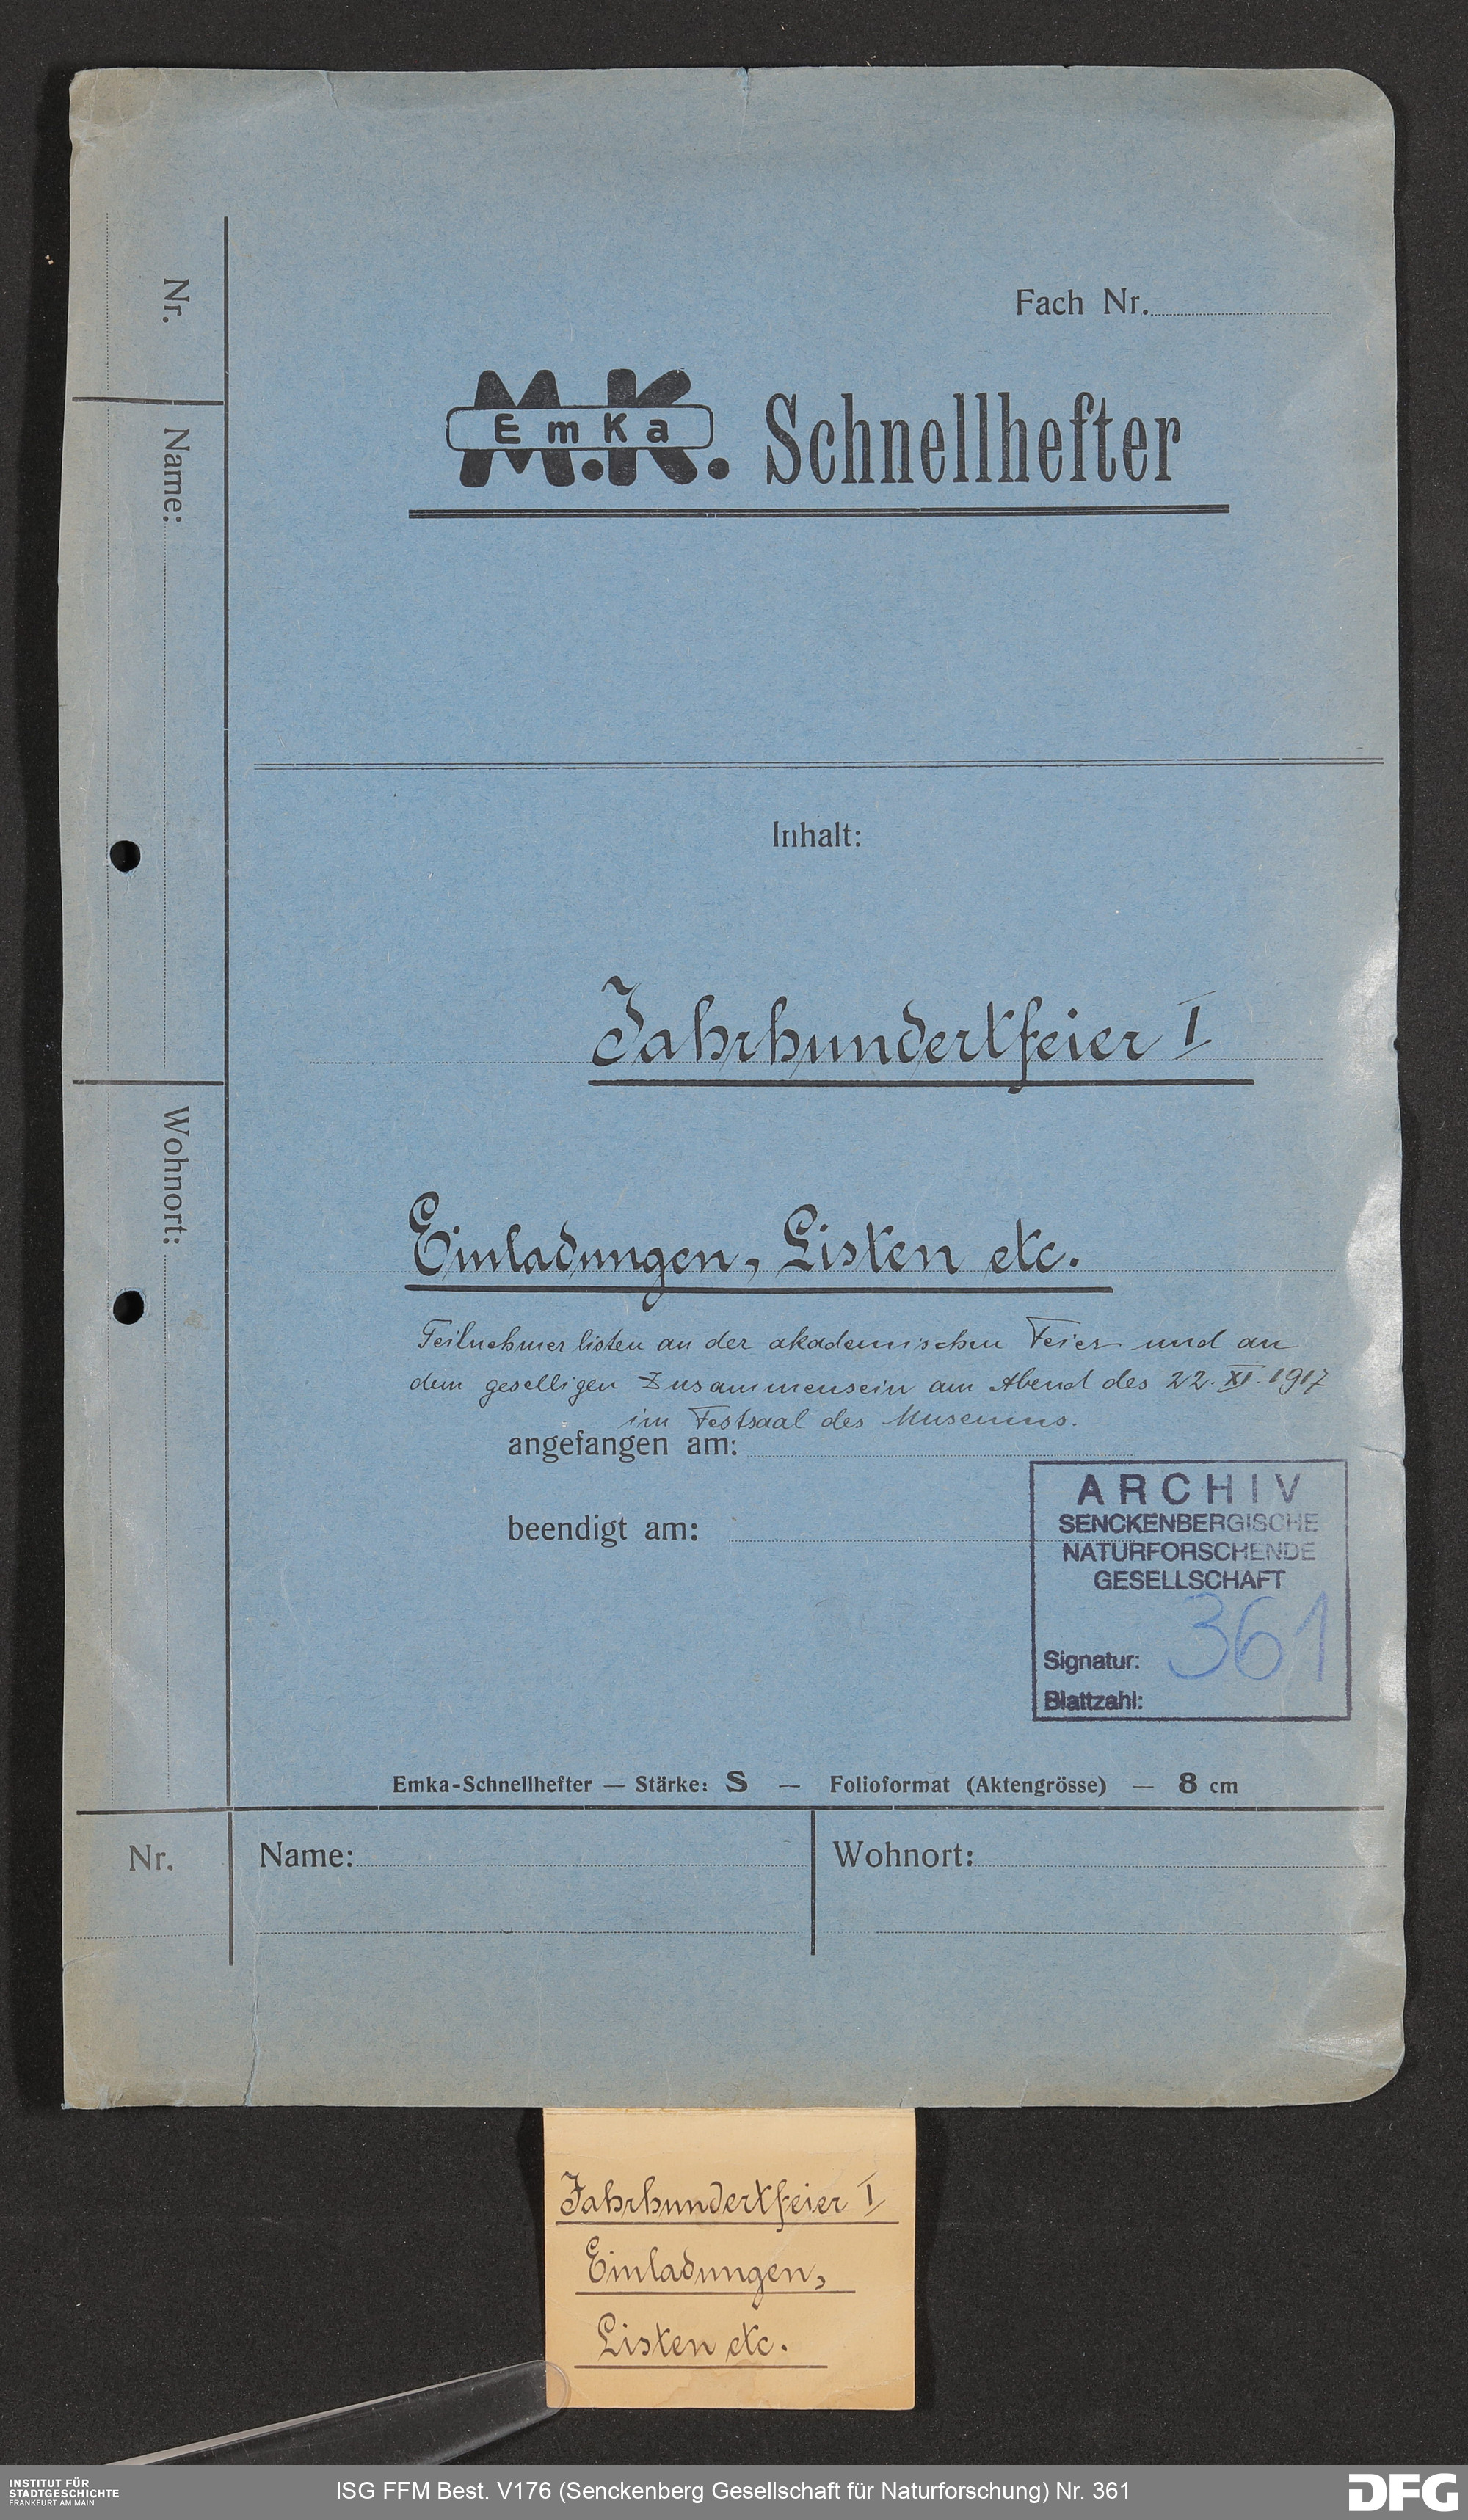 Fach Nr.
M.K.
EmKa
Schnellhefter
Nr.
Name:
Wohnort:
Inhalt:
Jahrhundertfeier I
Einladungen, Listen etc.
Teilnehmerlisten an der akademischen Feier und an
dem geselligen Zusammensein am Abend des 22. XI. 1917
im Festsaal des Museums.
angefangen am:
beendigt am:
ARCHIV
SENCKENBERGISCHE
NATURFORSCHENDE
GESELLSCHAFT
Signatur: 361
Blattzahl:
Emka-Schnellhefter — Stärke: S — Folioformat (Aktengrösse) — 8 cm
Nr.
Name:
Wohnort:
Jahrhundertfeier I
Einladungen,
Listen etc.
INSTITUT FÜR
STADTGESCHICHTE
FRANKFURT AM MAIN
ISG FFM Best. V176 (Senckenberg Gesellschaft für Naturforschung) Nr. 361
DFG